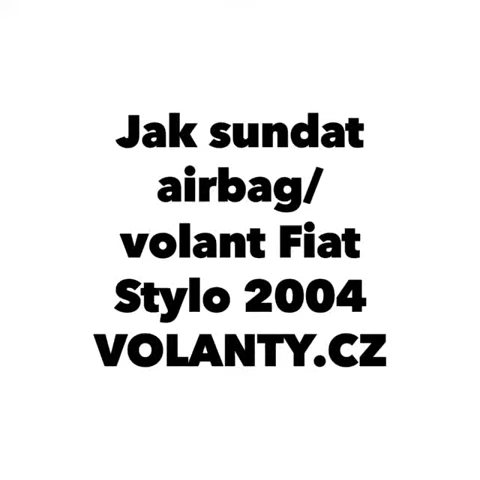 Jak sundat
airbag/
volant Fiat
Stylo 2004
VOLANTY.CZ